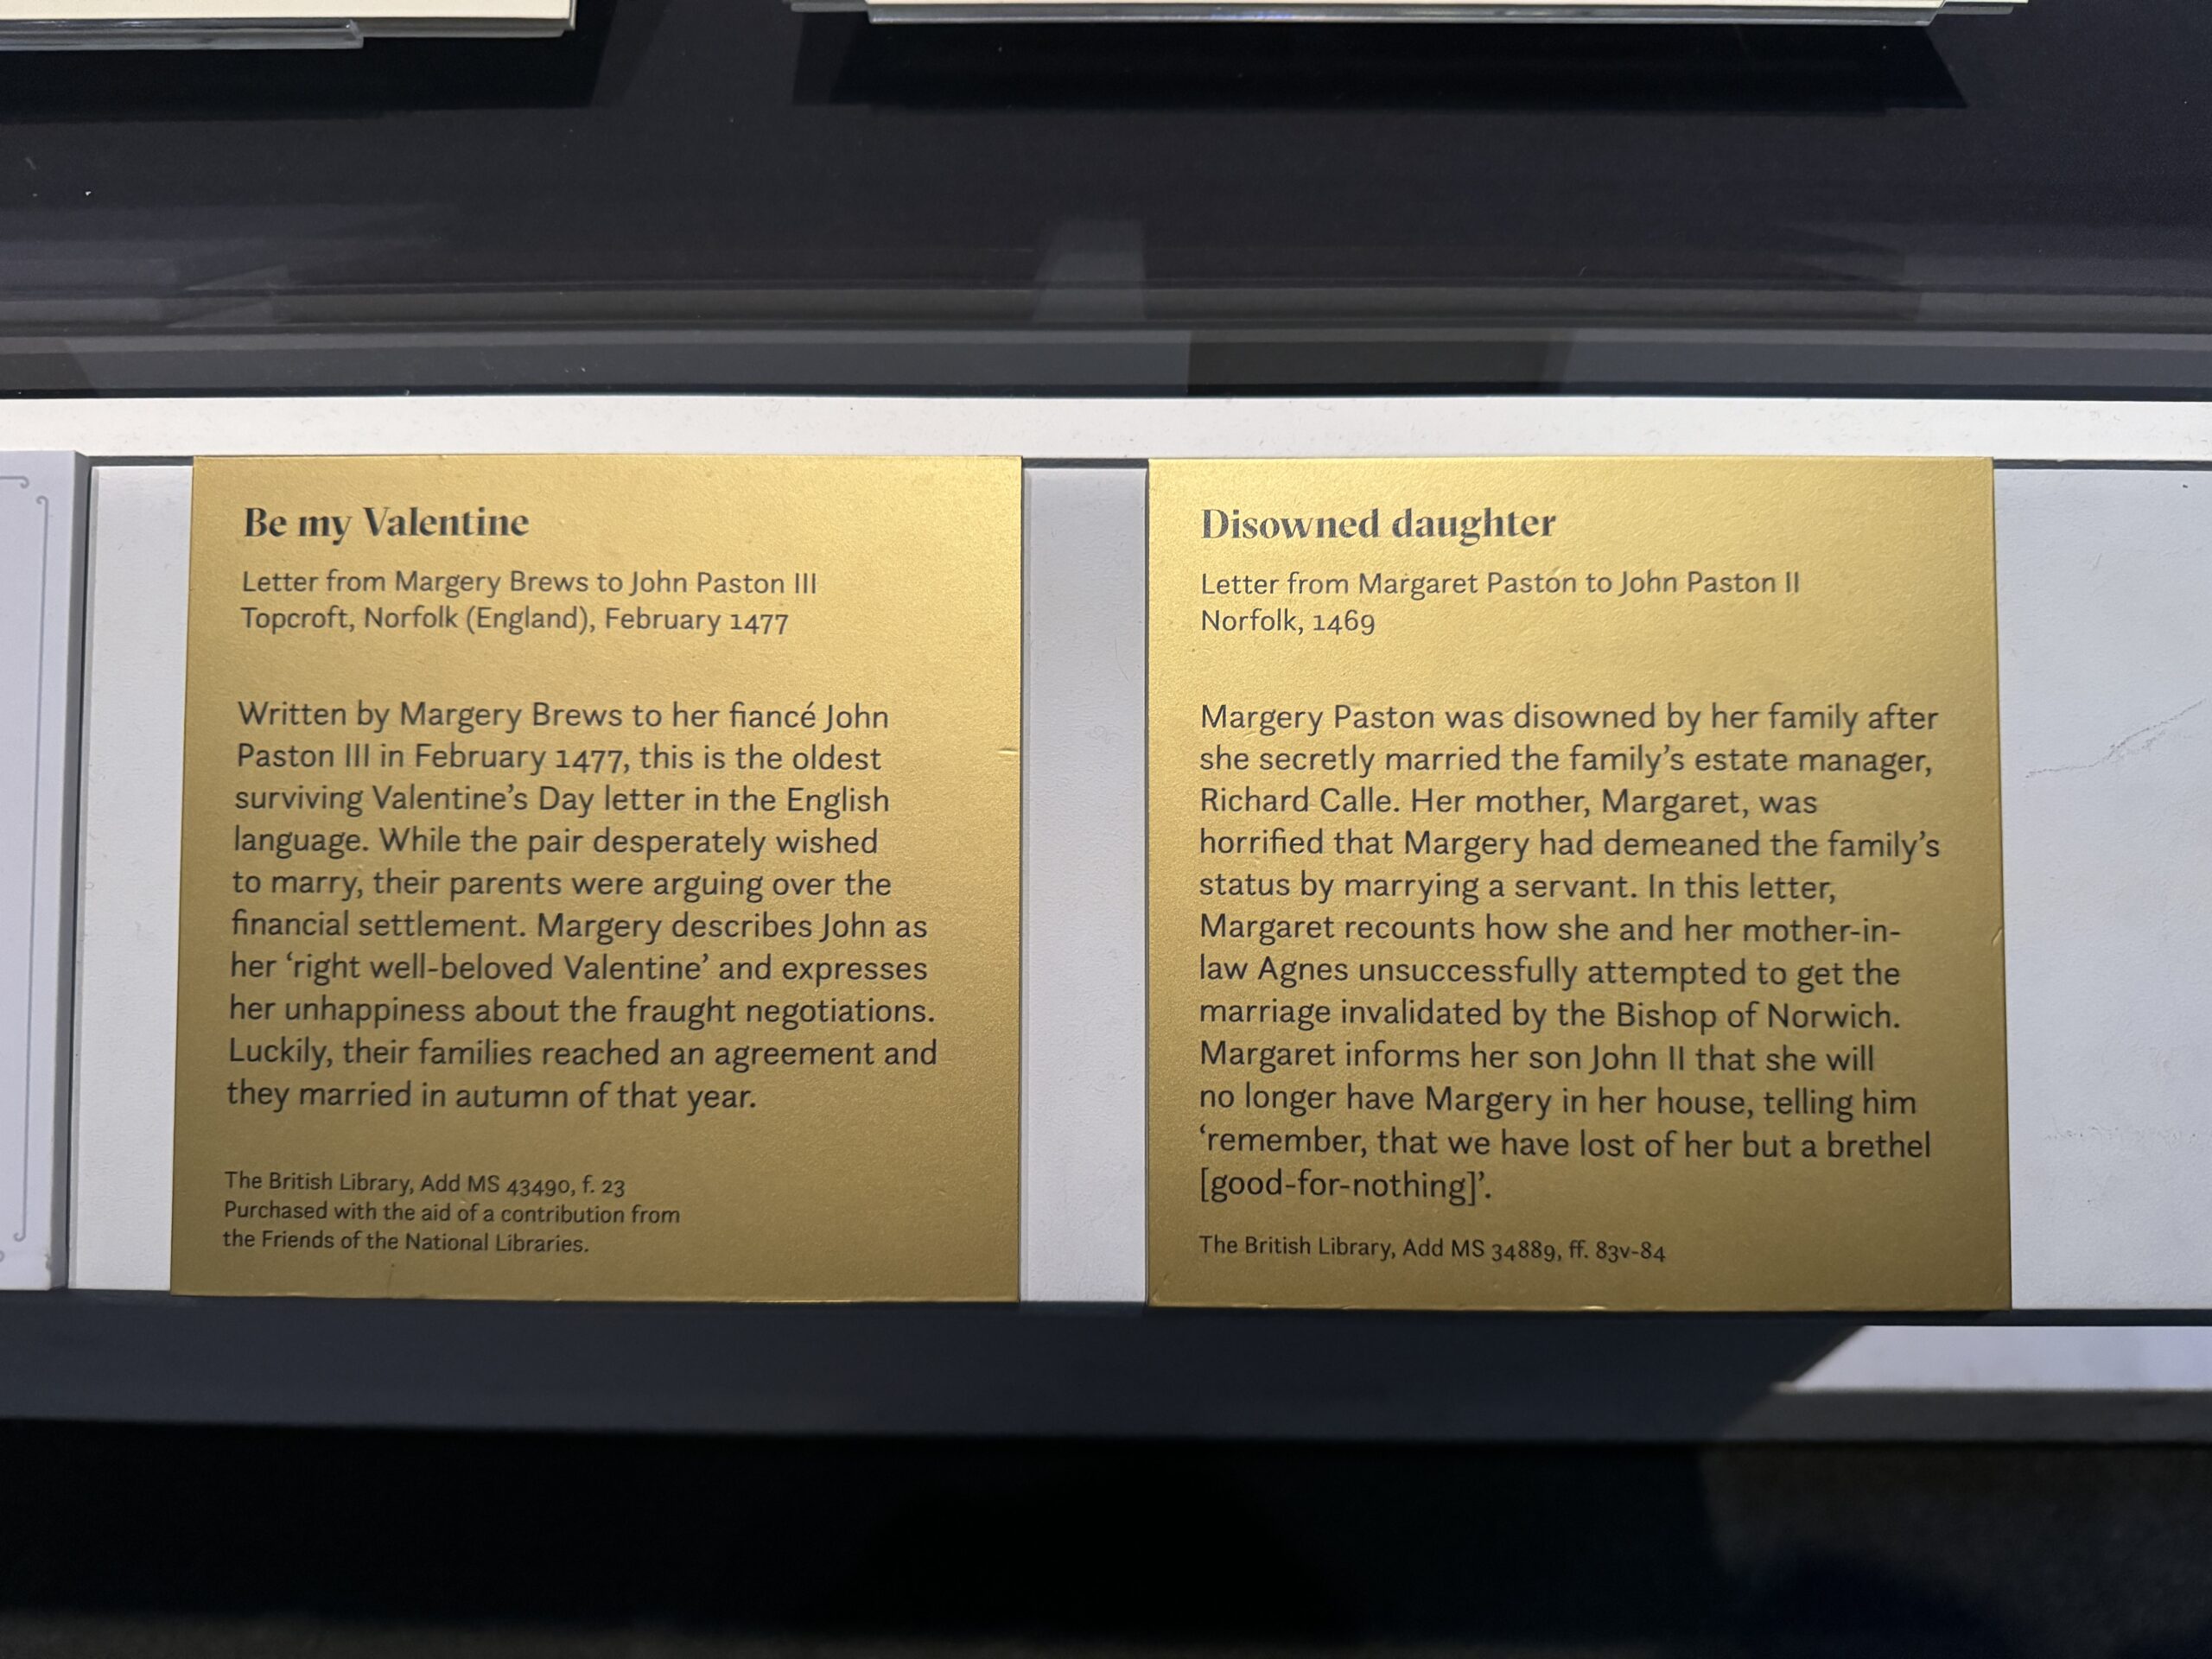 Be my Valentine
Letter from Margery Brews to John Paston III
Topcroft, Norfolk (England), February 1477
Written by Margery Brews to her fiancé John
Paston III in February 1477, this is the oldest
surviving Valentine’s Day letter in the English
language. While the pair desperately wished
to marry, their parents were arguing over the
financial settlement. Margery describes John as
her ‘right well-beloved Valentine’ and expresses
her unhappiness about the fraught negotiations.
Luckily, their families reached an agreement and
they married in autumn of that year.
The British Library, Add MS 43490, f. 23
Purchased with the aid of a contribution from
the Friends of the National Libraries.
Disowned daughter
Letter from Margaret Paston to John Paston II
Norfolk, 1469
Margery Paston was disowned by her family after
she secretly married the family’s estate manager,
Richard Calle. Her mother, Margaret, was
horrified that Margery had demeaned the family’s
status by marrying a servant. In this letter,
Margaret recounts how she and her mother-in-
law Agnes unsuccessfully attempted to get the
marriage invalidated by the Bishop of Norwich.
Margaret informs her son John II that she will
no longer have Margery in her house, telling him
‘remember, that we have lost of her but a brethel
[good-for-nothing]’.
The British Library, Add MS 34889, ff. 83v-84